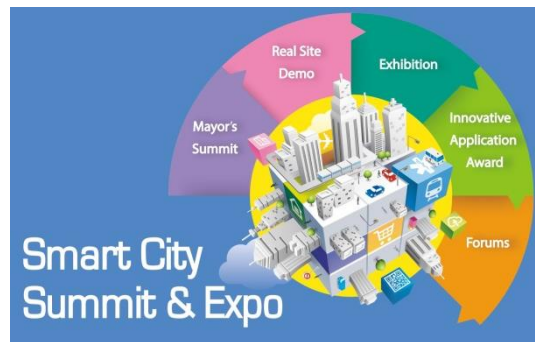 Real Site
Demo
Exhibition
Mayor's
Summit
Innovative
Application
Award
Forums
Smart City
Summit & Expo